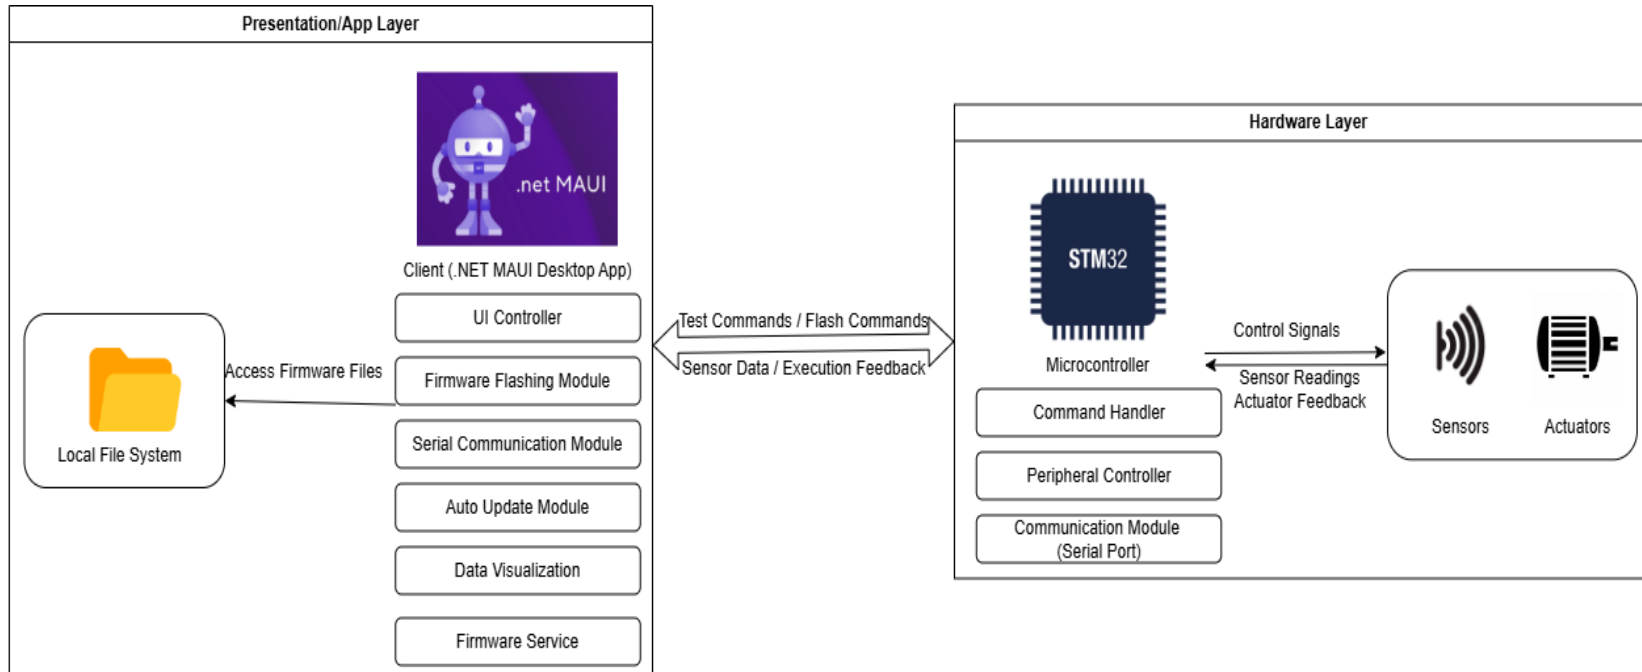 Presentation/App Layer
.net MAUI
Client (.NET MAUI Desktop App)
UI Controller
Firmware Flashing Module
Serial Communication Module
Auto Update Module
Data Visualization
Firmware Service
Access Firmware Files
Local File System
Test Commands / Flash Commands
Sensor Data / Execution Feedback
Hardware Layer
STM32
Microcontroller
Command Handler
Peripheral Controller
Communication Module
(Serial Port)
Control Signals
Sensor Readings
Actuator Feedback
Sensors
Actuators